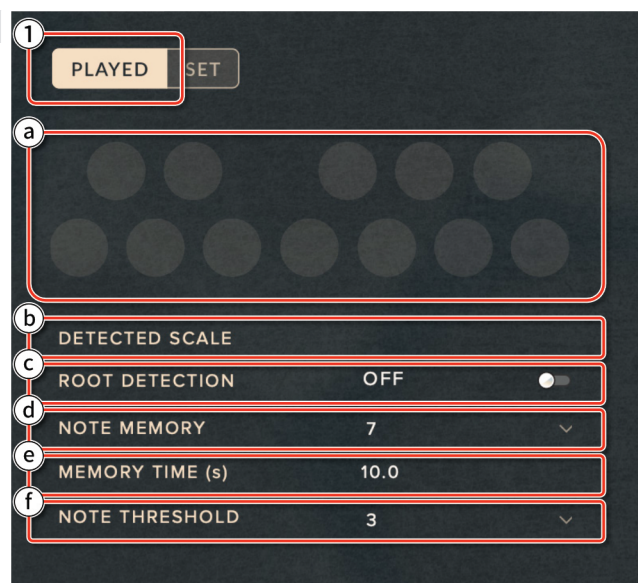 1
PLAYED SET
a
b
DETECTED SCALE
c
ROOT DETECTION OFF
d
NOTE MEMORY 7
e
MEMORY TIME (s) 10.0
f
NOTE THRESHOLD 3